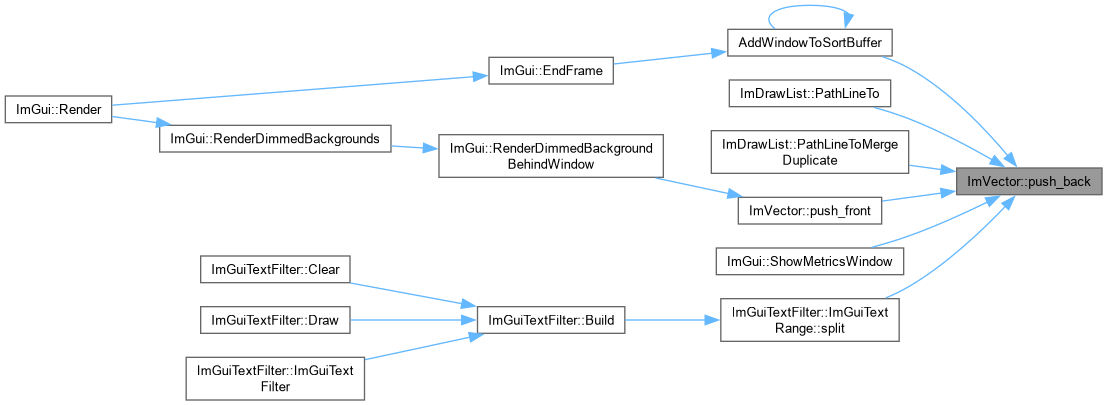 AddWindowToSortBuffer
ImGui::EndFrame
ImDrawList::PathLineTo
ImGui::Render
ImGui::RenderDimmedBackgrounds
ImGui::RenderDimmedBackground
BehindWindow
ImDrawList::PathLineToMerge
Duplicate
ImVector::push_back
ImVector::push_front
ImGui::ShowMetricsWindow
ImGuiTextFilter::Clear
ImGuiTextFilter::Draw
ImGuiTextFilter::Build
ImGuiTextFilter::ImGuiText
Range::split
ImGuiTextFilter::ImGuiText
Filter